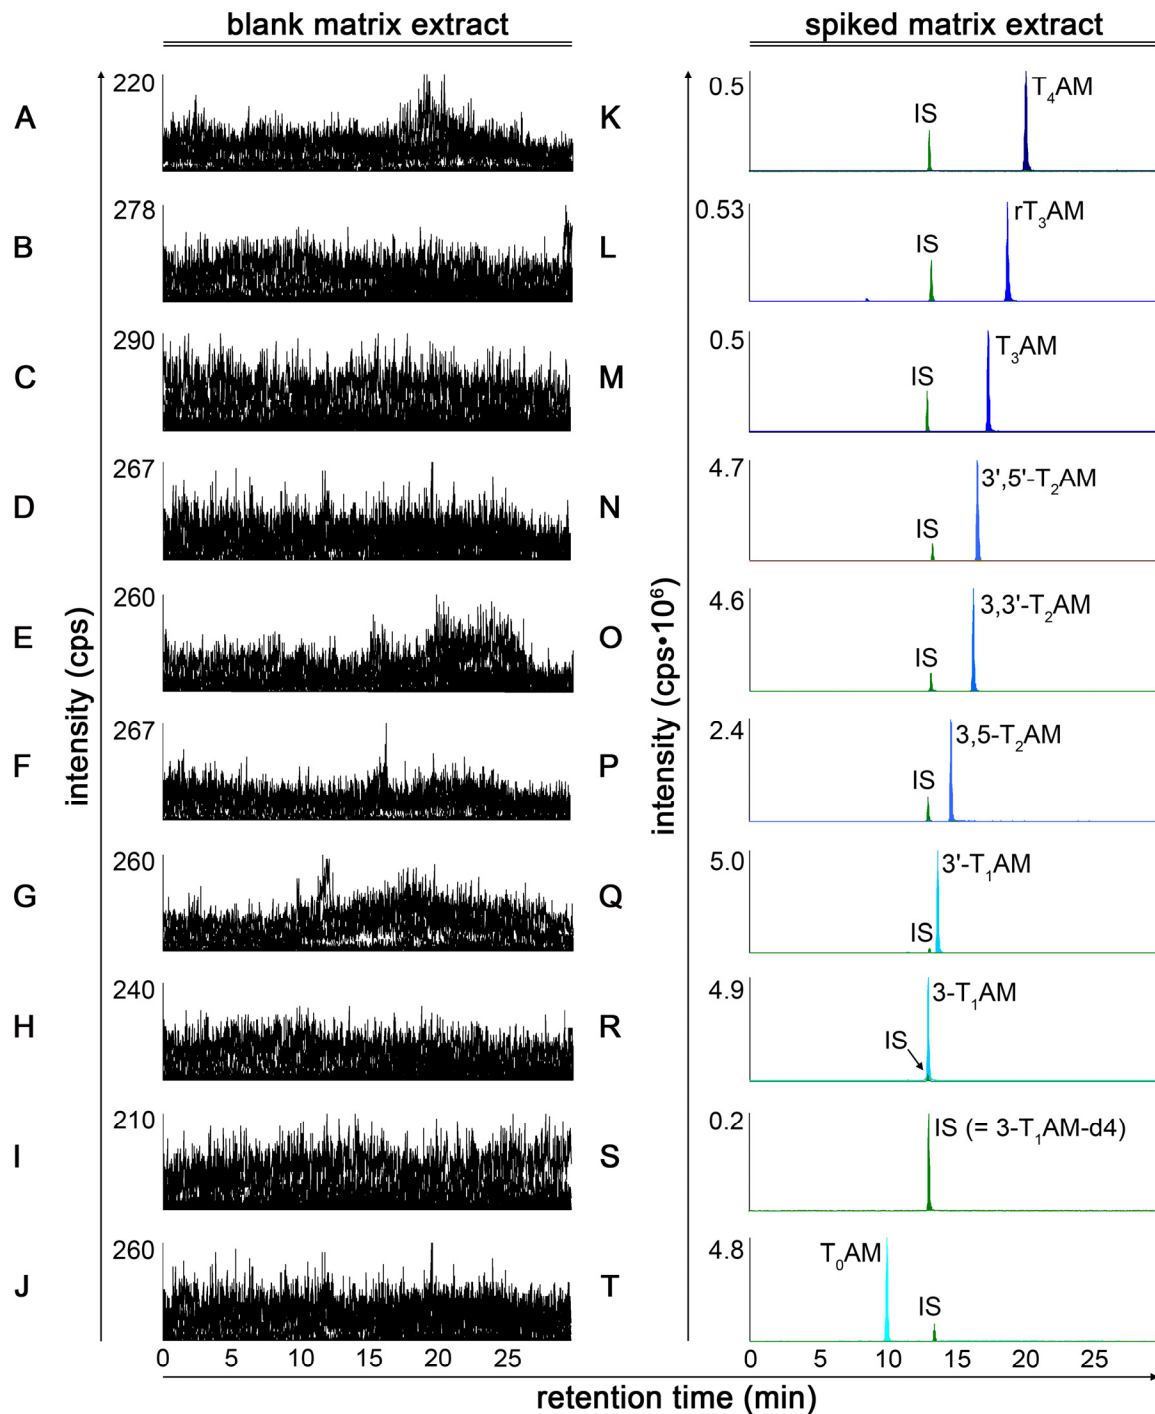 blank matrix extract
spiked matrix extract
A
220
K
0.5
IS
T₄AM
B
278
L
0.53
IS
rT₃AM
C
290
M
0.5
IS
T₃AM
D
267
N
4.7
IS
3',5'-T₂AM
E
260
O
4.6
IS
3,3'-T₂AM
F
267
P
2.4
IS
3,5-T₂AM
G
260
Q
5.0
IS
3'-T₁AM
H
240
R
4.9
IS
3-T₁AM
I
210
S
0.2
IS (= 3-T₁AM-d4)
J
260
T
4.8
T₀AM
IS
intensity (cps)
intensity (cps•10⁶)
0 5 10 15 20 25
0 5 10 15 20 25
retention time (min)